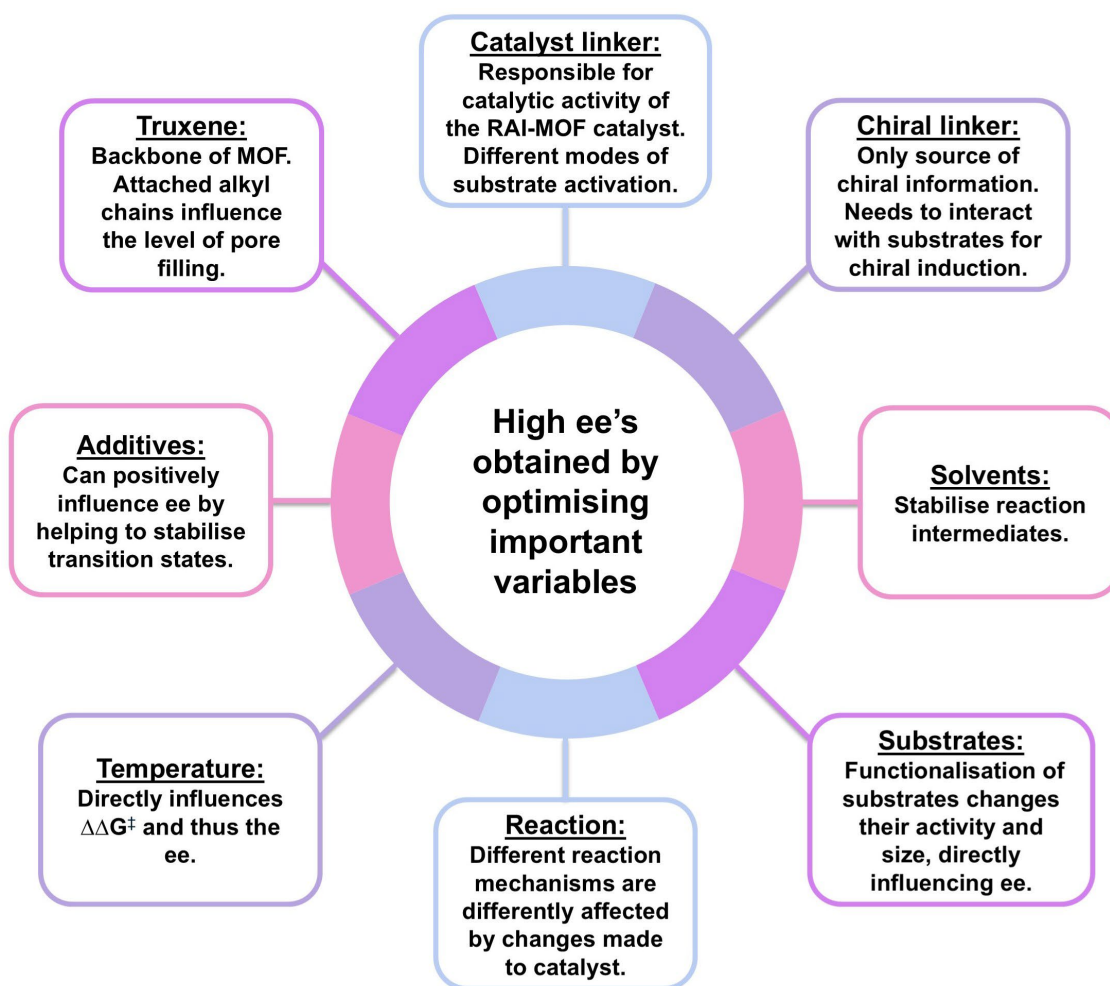 Catalyst linker:
Responsible for
catalytic activity of
the RAI-MOF catalyst.
Different modes of
substrate activation.
Chiral linker:
Only source of
chiral information.
Needs to interact
with substrates for
chiral induction.
Solvents:
Stabilise reaction
intermediates.
Substrates:
Functionalisation of
substrates changes
their activity and
size, directly
influencing ee.
Reaction:
Different reaction
mechanisms are
differently affected
by changes made
to catalyst.
Temperature:
Directly influences
ΔΔG‡ and thus the
ee.
Additives:
Can positively
influence ee by
helping to stabilise
transition states.
Truxene:
Backbone of MOF.
Attached alkyl
chains influence
the level of pore
filling.
High ee’s
obtained by
optimising
important
variables